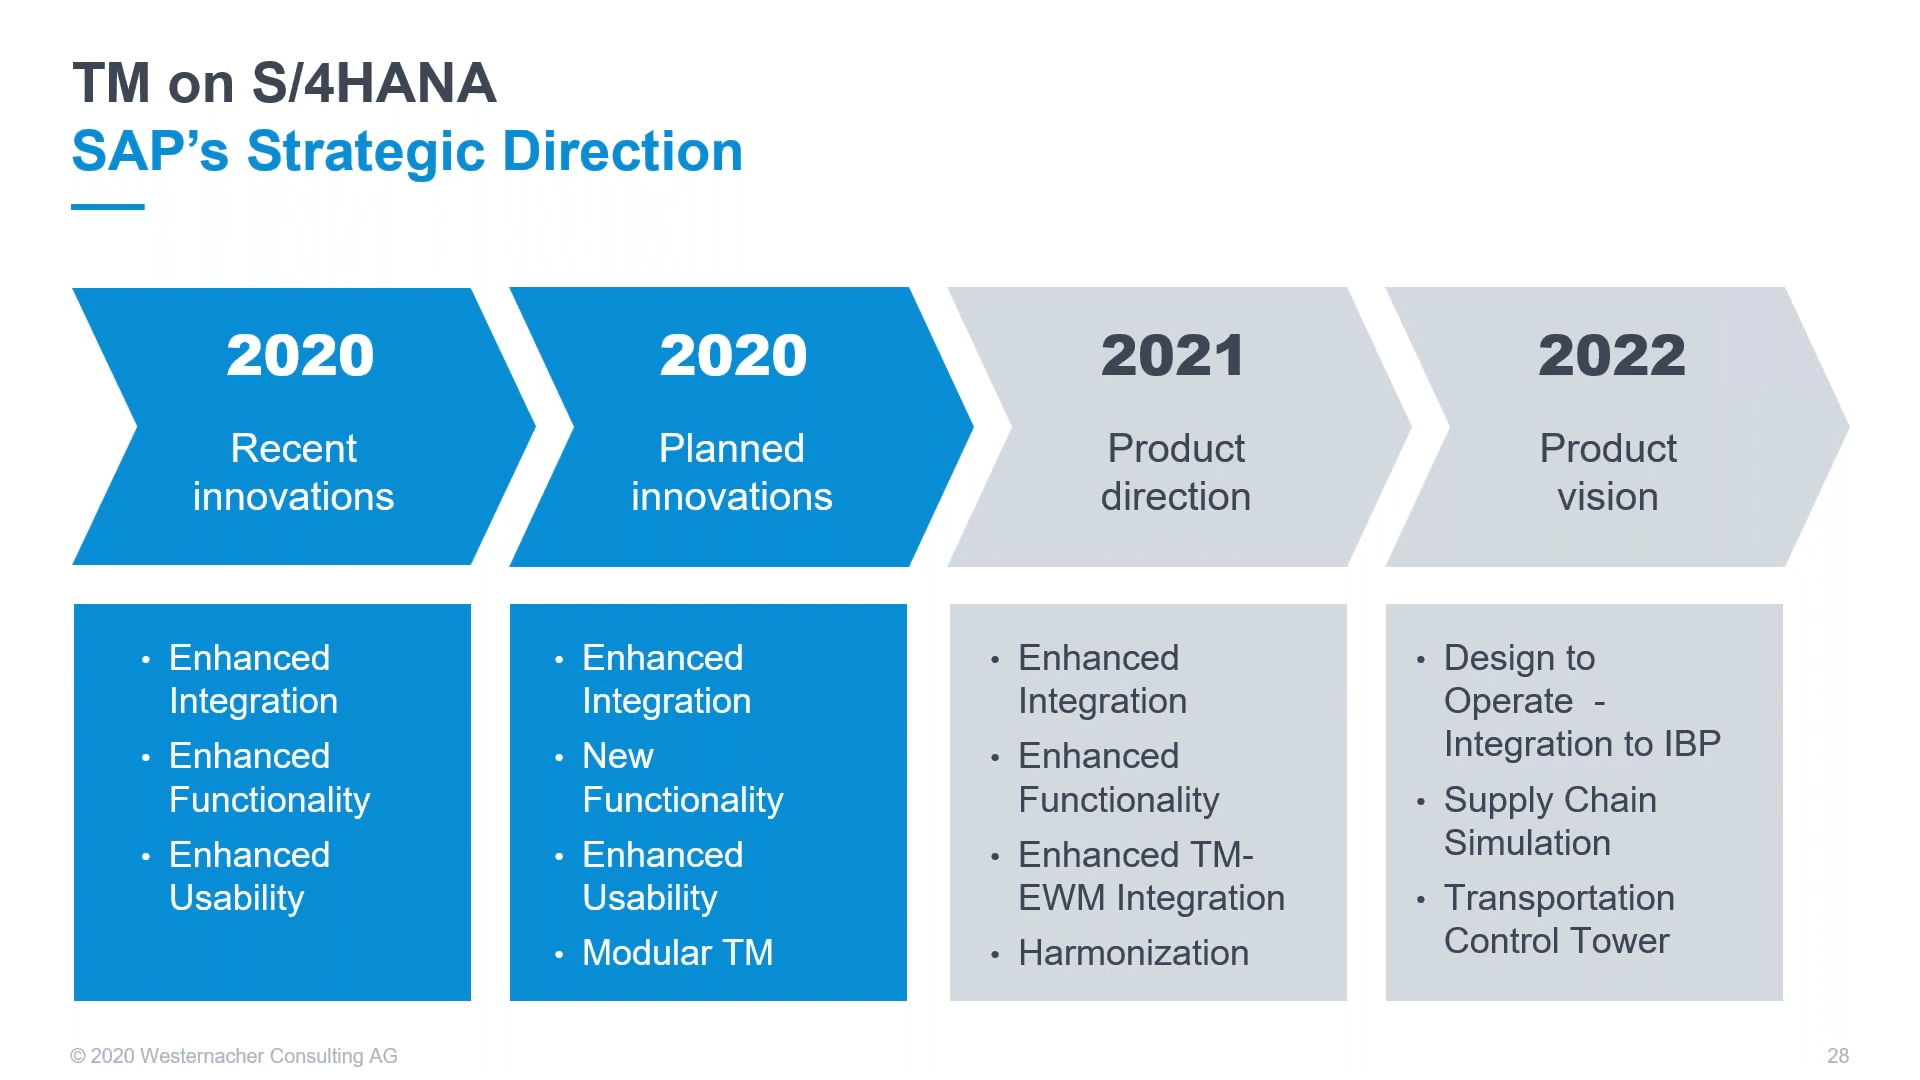 TM on S/4HANA
SAP’s Strategic Direction
2020
Recent
innovations
2020
Planned
innovations
2021
Product
direction
2022
Product
vision
• Enhanced
Integration
• Enhanced
Functionality
• Enhanced
Usability
• Enhanced
Integration
• New
Functionality
• Enhanced
Usability
• Modular TM
• Enhanced
Integration
• Enhanced
Functionality
• Enhanced TM-
EWM Integration
• Harmonization
• Design to
Operate -
Integration to IBP
• Supply Chain
Simulation
• Transportation
Control Tower
© 2020 Westernacher Consulting AG
28